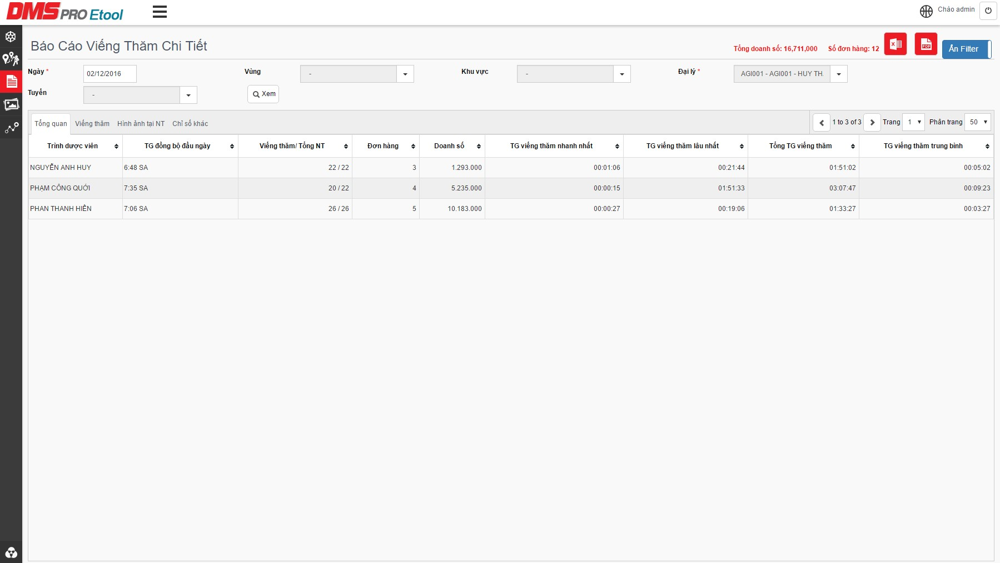 DMS PRO Etool
Chào admin
Báo Cáo Viếng Thăm Chi Tiết
Tổng doanh số: 16,711,000 Số đơn hàng: 12
PDF
Ẩn Filter
Ngày * 02/12/2016 Vùng - Khu vực - Đại lý * AGI001 - AGI001 - HUY TH.
Tuyến - Xem
Tổng quan Viếng thăm Hình ảnh tại NT Chỉ số khác 1 to 3 of 3 Trang 1 Phân trang 50
Trình dược viên TG đồng bộ đầu ngày Viếng thăm/ Tổng NT Đơn hàng Doanh số TG viếng thăm nhanh nhất TG viếng thăm lâu nhất Tổng TG viếng thăm TG viếng thăm trung bình
NGUYỄN ANH HUY 6:48 SA 22 / 22 3 1.293.000 00:01:06 00:21:44 01:51:02 00:05:02
PHẠM CÔNG QUỚI 7:35 SA 20 / 22 4 5.235.000 00:00:15 01:51:33 03:07:47 00:09:23
PHAN THANH HIỀN 7:06 SA 26 / 26 5 10.183.000 00:00:27 00:19:06 01:33:27 00:03:27